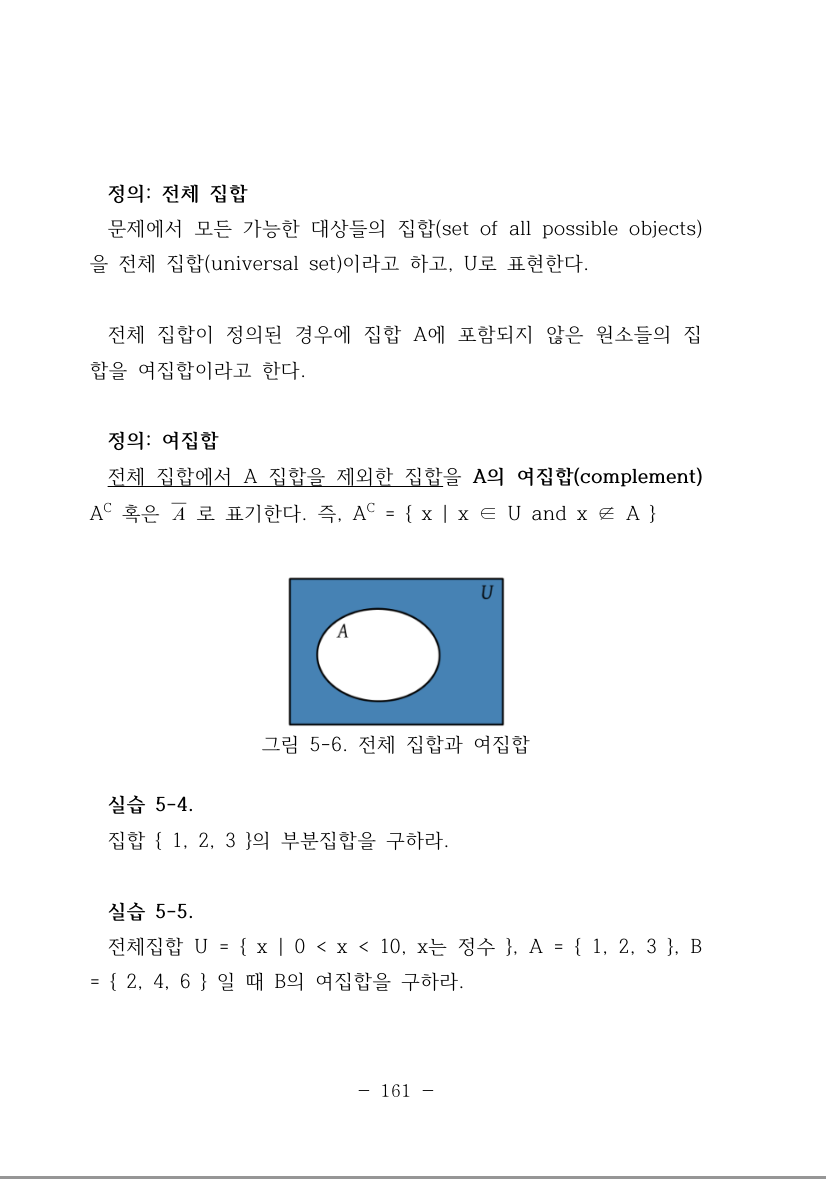 정의: 전체 집합
문제에서 모든 가능한 대상들의 집합(set of all possible objects)
을 전체 집합(universal set)이라고 하고, U로 표현한다.
전체 집합이 정의된 경우에 집합 A에 포함되지 않은 원소들의 집
합을 여집합이라고 한다.
정의: 여집합
전체 집합에서 A 집합을 제외한 집합을 A의 여집합(complement)
Aᶜ 혹은 A̅ 로 표기한다. 즉, Aᶜ = { x | x ∈ U and x ∉ A }
U
A
그림 5-6. 전체 집합과 여집합
실습 5-4.
집합 { 1, 2, 3 }의 부분집합을 구하라.
실습 5-5.
전체집합 U = { x | 0 < x < 10, x는 정수 }, A = { 1, 2, 3 }, B
= { 2, 4, 6 } 일 때 B의 여집합을 구하라.
- 161 -